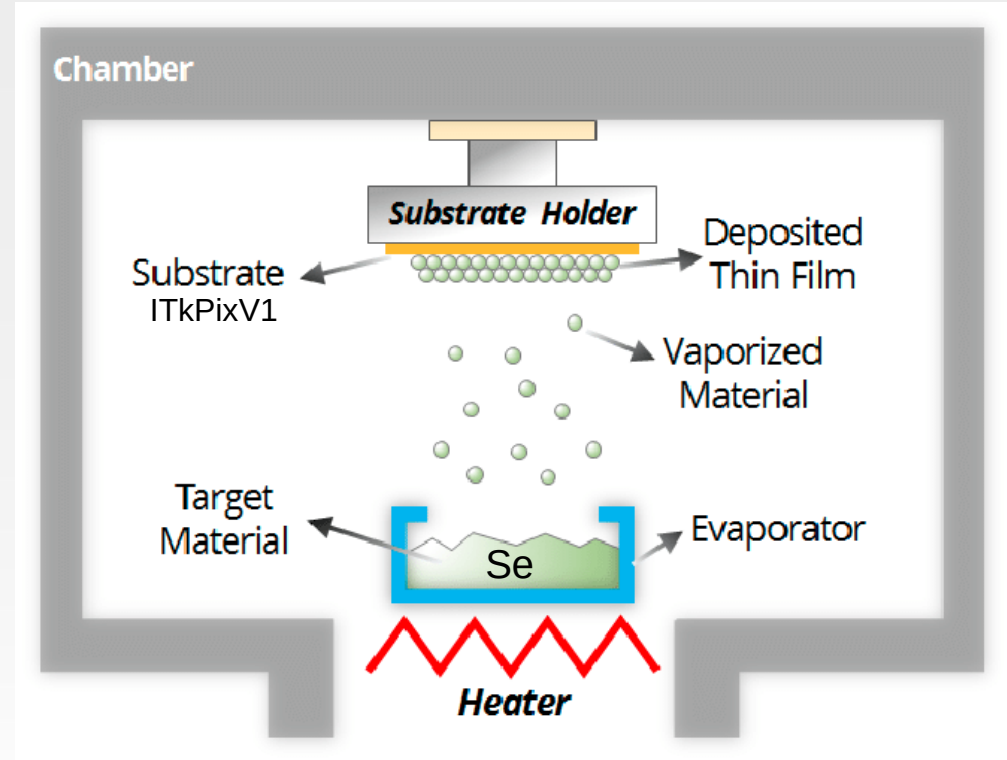 Chamber
Substrate Holder
Deposited
Thin Film
Substrate
ITkPixV1
Vaporized
Material
Target
Material
Evaporator
Se
Heater